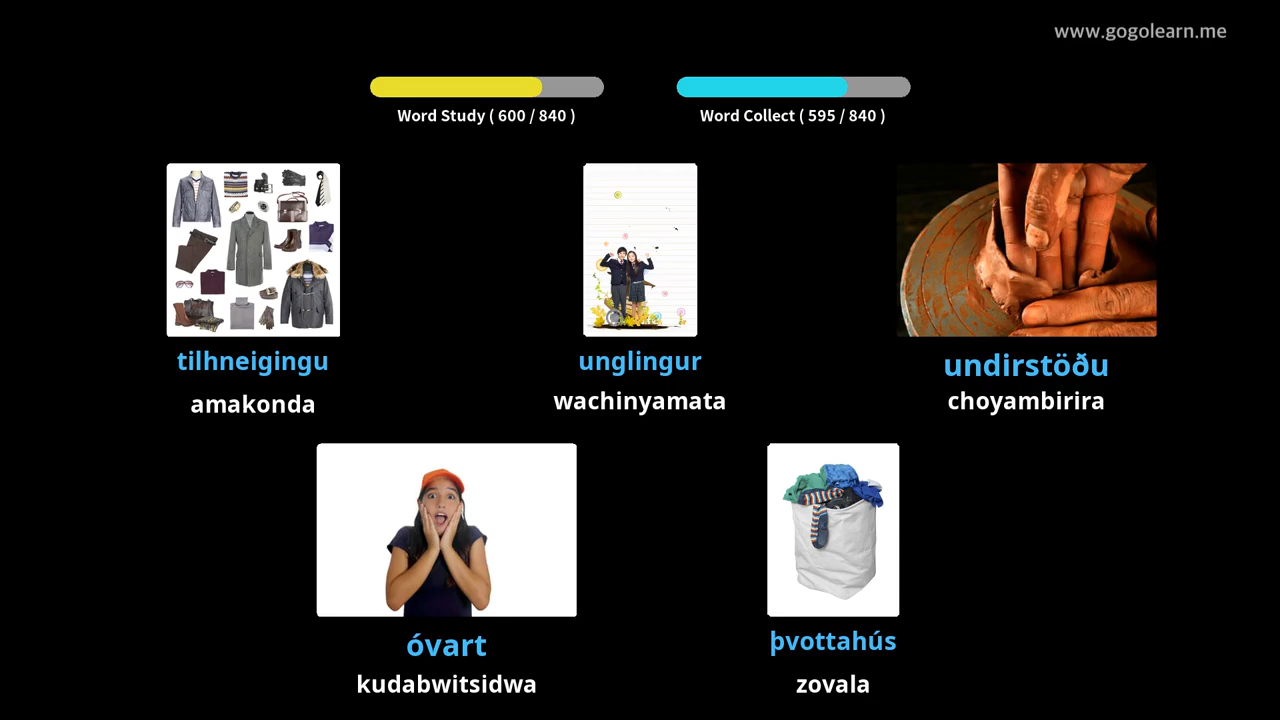 www.gogolearn.me
Word Study ( 600 / 840 )
Word Collect ( 595 / 840 )
tilhneigingu
amakonda
unglingur
wachinyamata
undirstöðu
choyambirira
óvart
kudabwitsidwa
þvottahús
zovala